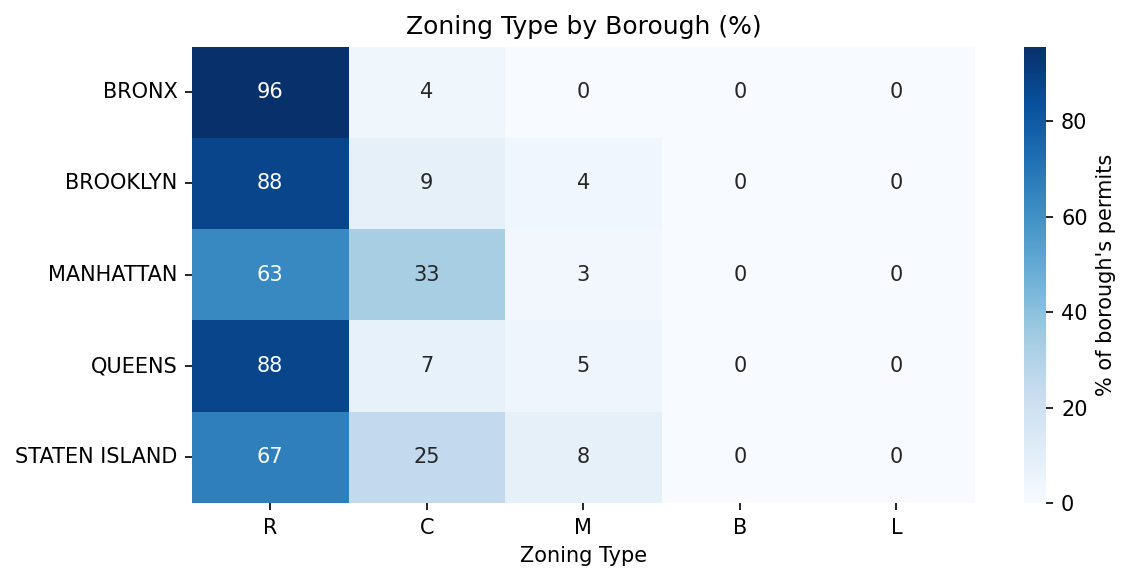 Zoning Type by Borough (%)
BRONX 96 4 0 0 0
BROOKLYN 88 9 4 0 0
MANHATTAN 63 33 3 0 0
QUEENS 88 7 5 0 0
STATEN ISLAND 67 25 8 0 0
R C M B L
Zoning Type
80
60
40
20
0
% of borough's permits